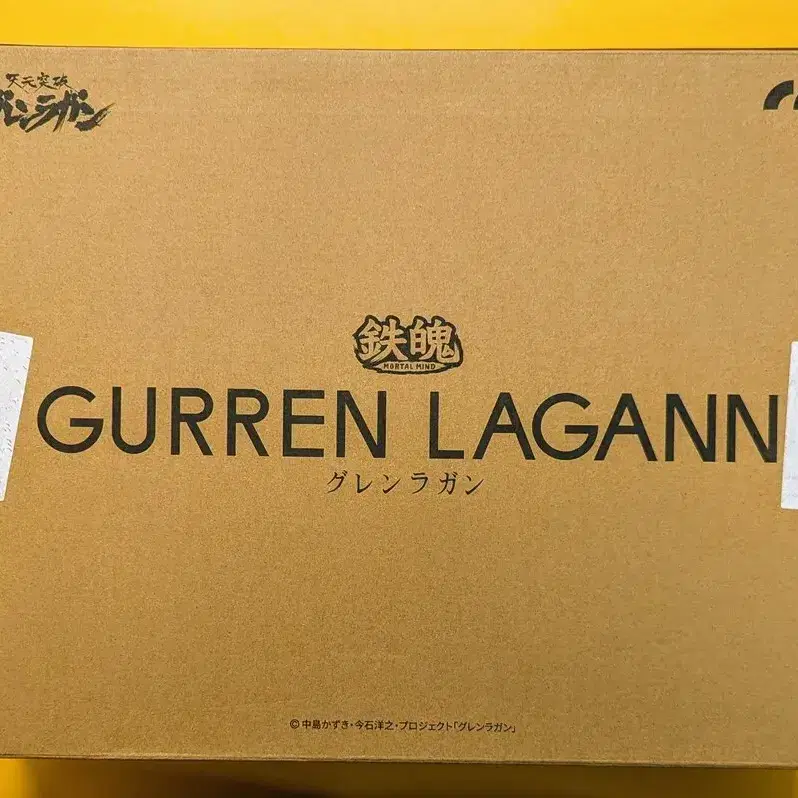 天元突破
グレンラガン
鉄魄
MORTAL MIND
GURREN LAGANN
グレンラガン
© 中島かずき・今石洋之・プロジェクト「グレンラガン」